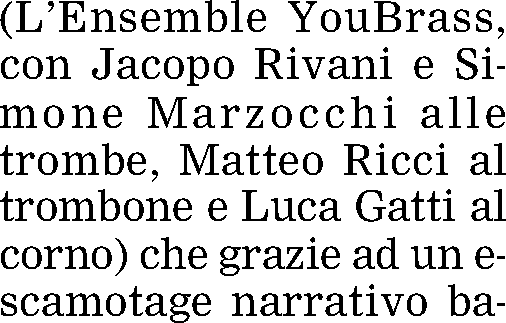 (L’Ensemble YouBrass,
con Jacopo Rivani e Si-
mone Marzocchi alle
trombe, Matteo Ricci al
trombone e Luca Gatti al
corno) che grazie ad un e-
scamotage narrativo ba-